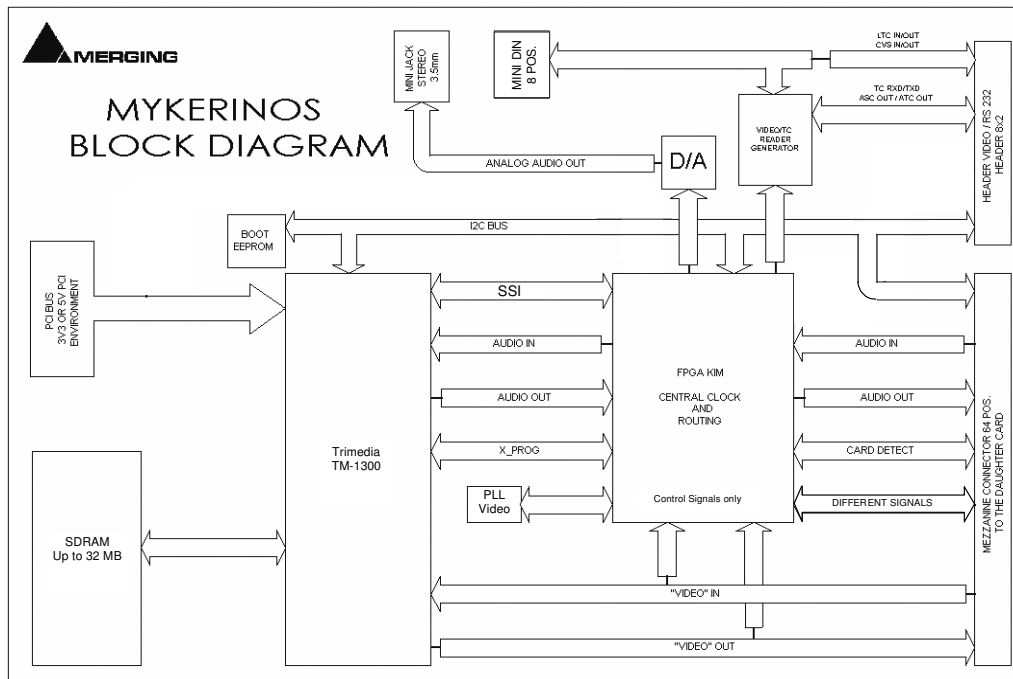 MERGING
MYKERINOS
BLOCK DIAGRAM
MINI JACK
STEREO
3.5mm
MINI DIN
8 POS.
LTC IN/OUT
CVS IN/OUT
TC RXD/TXD
ASC OUT / ATC OUT
HEADER VIDEO / RS 232
HEADER 8x2
VIDEO/TC
READER
GENERATOR
ANALOG AUDIO OUT
D/A
BOOT
EEPROM
I2C BUS
PCI BUS
3V3 OR 5V PCI
ENVIRONMENT
SSI
AUDIO IN
AUDIO OUT
X_PROG
PLL
Video
Trimedia
TM-1300
FPGA KIM
CENTRAL CLOCK
AND
ROUTING
Control Signals only
AUDIO IN
AUDIO OUT
CARD DETECT
DIFFERENT SIGNALS
MEZZANINE CONNECTOR 64 POS.
TO THE DAUGHTER CARD
SDRAM
Up to 32 MB
"VIDEO" IN
"VIDEO" OUT